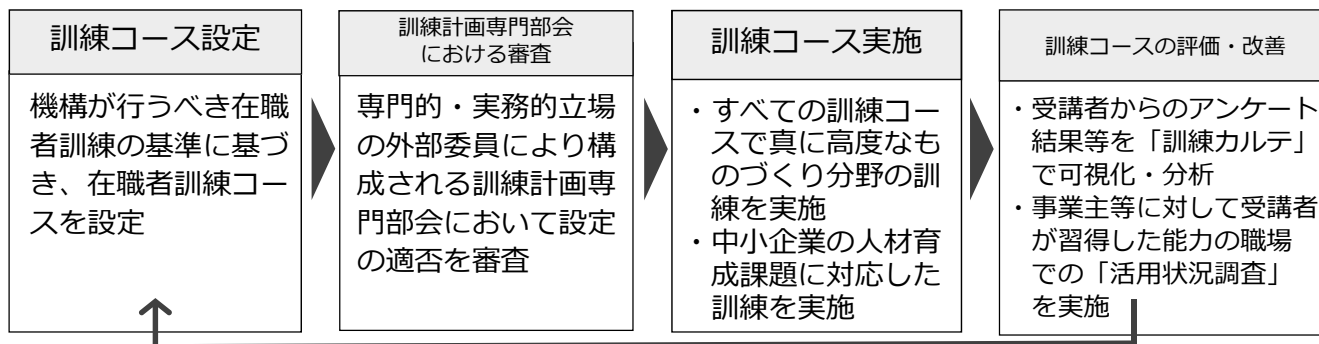 訓練コース設定
機構が行うべき在職
者訓練の基準に基づ
き、在職者訓練コー
スを設定
訓練計画専門部会
における審査
専門的・実務的立場
の外部委員により構
成される訓練計画専
門部会において設定
の適否を審査
訓練コース実施
・すべての訓練コー
スで真に高度なも
のづくり分野の訓
練を実施
・中小企業の人材育
成課題に対応した
訓練を実施
訓練コースの評価・改善
・受講者からのアンケート
結果等を「訓練カルテ」
で可視化・分析
・事業主等に対して受講者
が習得した能力の職場
での「活用状況調査」
を実施